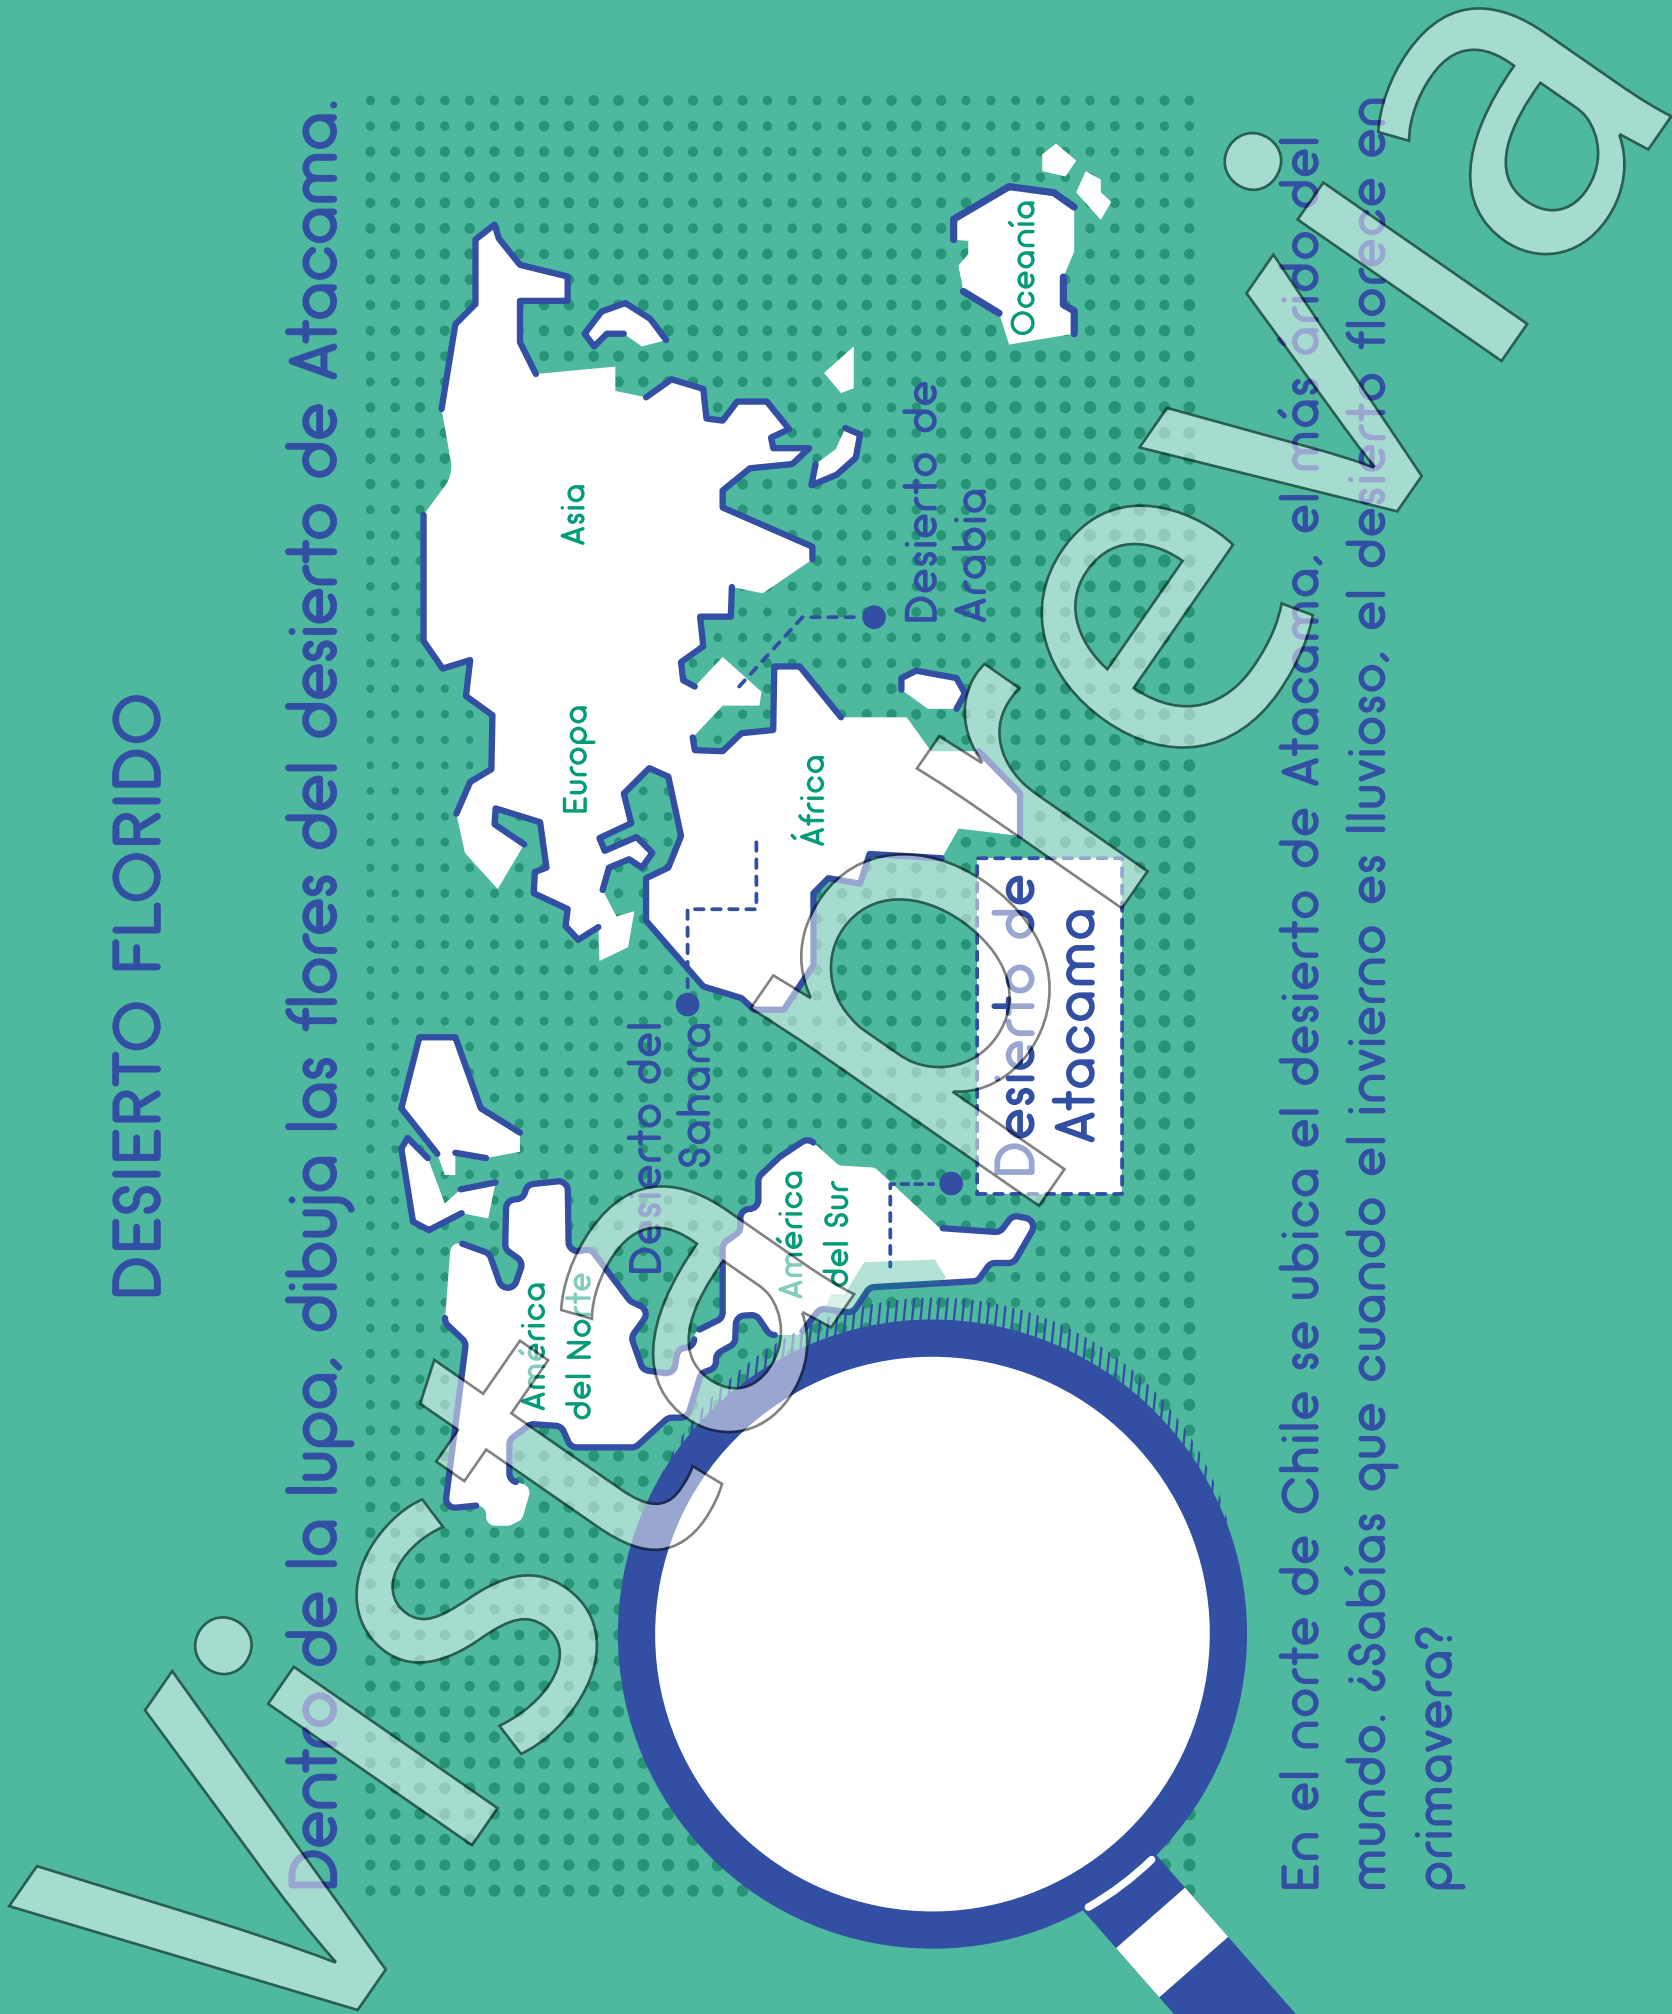 DESIERTO FLORIDO
Dentro de la lupa, dibuja las flores del desierto de Atacama.
América
del Norte
Europa
Asia
Desierto del
Sahara
África
América
del Sur
Desierto de
Arabia
Oceanía
Desierto de
Atacama
En el norte de Chile se ubica el desierto de Atacama, el más árido del
mundo. ¿Sabías que cuando el invierno es lluvioso, el desierto florece en
primavera?
Vista previa